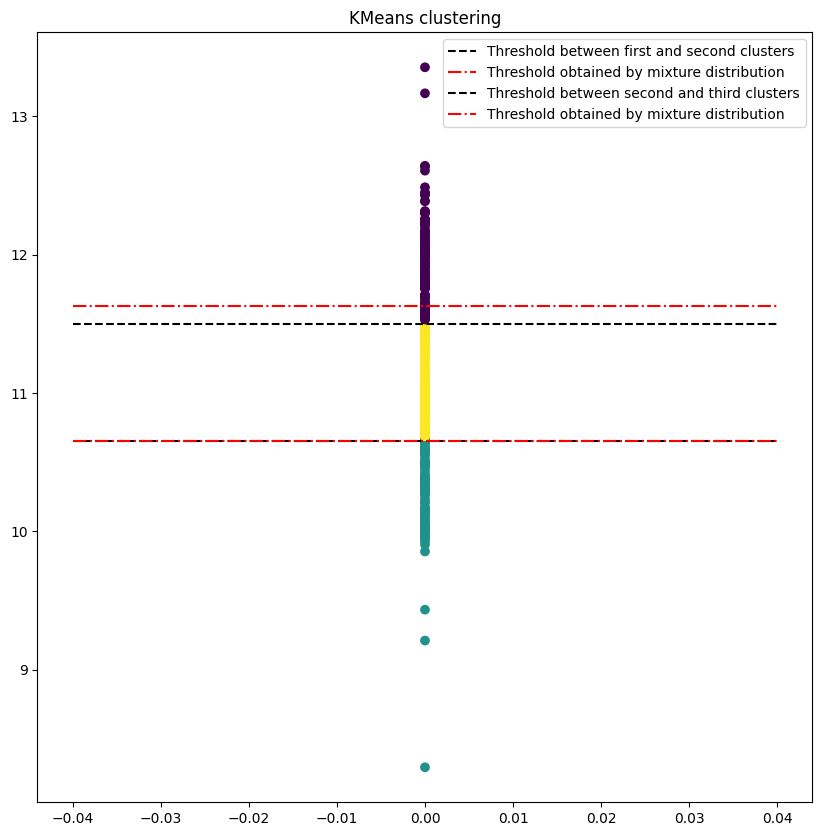 KMeans clustering
Threshold between first and second clusters
Threshold obtained by mixture distribution
Threshold between second and third clusters
Threshold obtained by mixture distribution
13
12
11
10
9
−0.04 −0.03 −0.02 −0.01 0.00 0.01 0.02 0.03 0.04